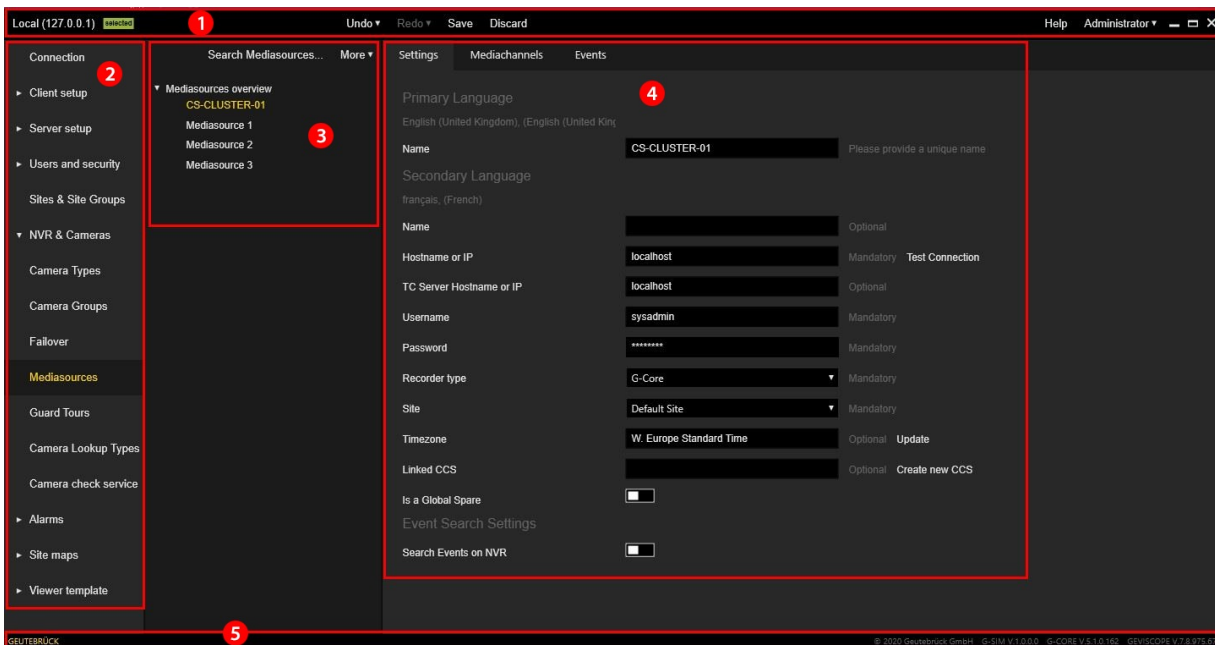 Local (127.0.0.1) selected 1 Undo Redo Save Discard Help Administrator
2
Connection
Client setup
Server setup
Users and security
Sites & Site Groups
NVR & Cameras
Camera Types
Camera Groups
Failover
Mediasources
Guard Tours
Camera Lookup Types
Camera check service
Alarms
Site maps
Viewer template
Search Mediasources... More
Mediasources overview
CS-CLUSTER-01
Mediasource 1
Mediasource 2
Mediasource 3
3
Settings Mediachannels Events
4
Primary Language
English (United Kingdom), (English (United King
Name CS-CLUSTER-01 Please provide a unique name
Secondary Language
français, (French)
Name Optional
Hostname or IP localhost Mandatory Test Connection
TC Server Hostname or IP localhost Optional
Username sysadmin Mandatory
Password ******** Mandatory
Recorder type G-Core Mandatory
Site Default Site Mandatory
Timezone W. Europe Standard Time Optional Update
Linked CCS Optional Create new CCS
Is a Global Spare
Event Search Settings
Search Events on NVR
5
GEUTEBRÜCK © 2020 Geutebrück GmbH G-SIM V.1.0.0.0 G-CORE V.5.1.0.162 GEVISCOPE V.7.8.975.67